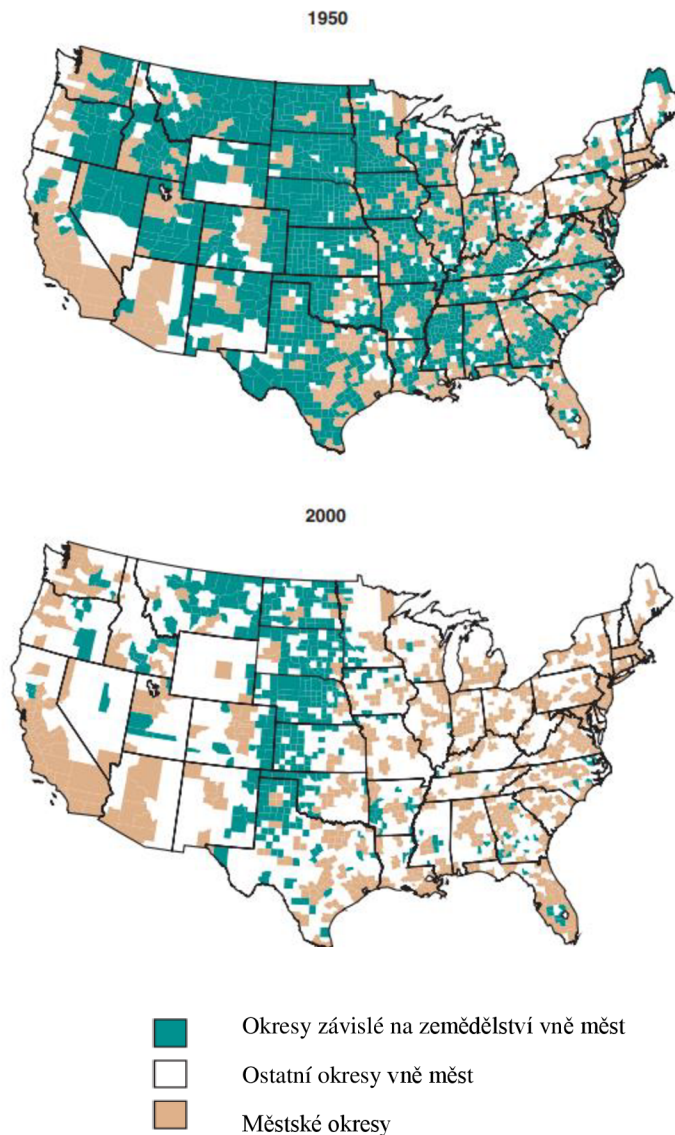 1950
2000
Okresy závislé na zemědělství vně měst
Ostatní okresy vně měst
Městské okresy